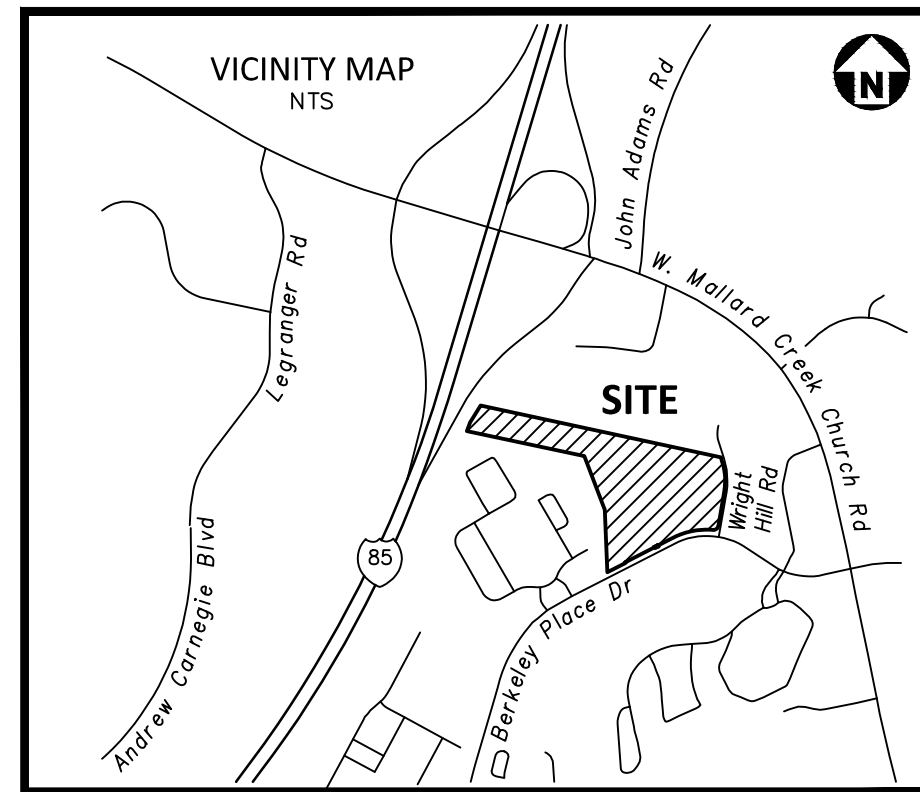 VICINITY MAP
NTS
N
John Adams Rd
W. Mallard Creek Church Rd
Legranger Rd
SITE
Wright
Hill Rd
85
Andrew Carnegie Blvd
Berkeley Place Dr